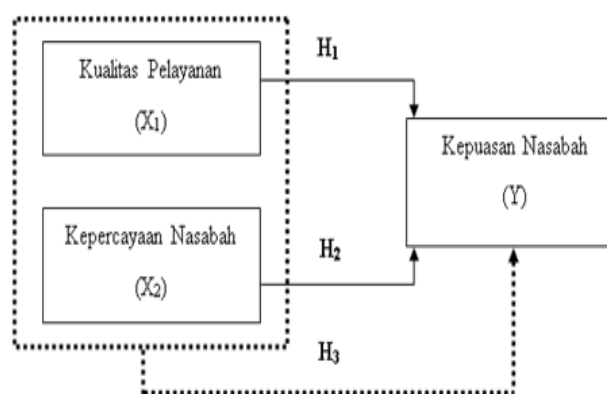 Kualitas Pelayanan
(X₁)
H₁
Kepuasan Nasabah
(Y)
Kepercayaan Nasabah
(X₂)
H₂
H₃